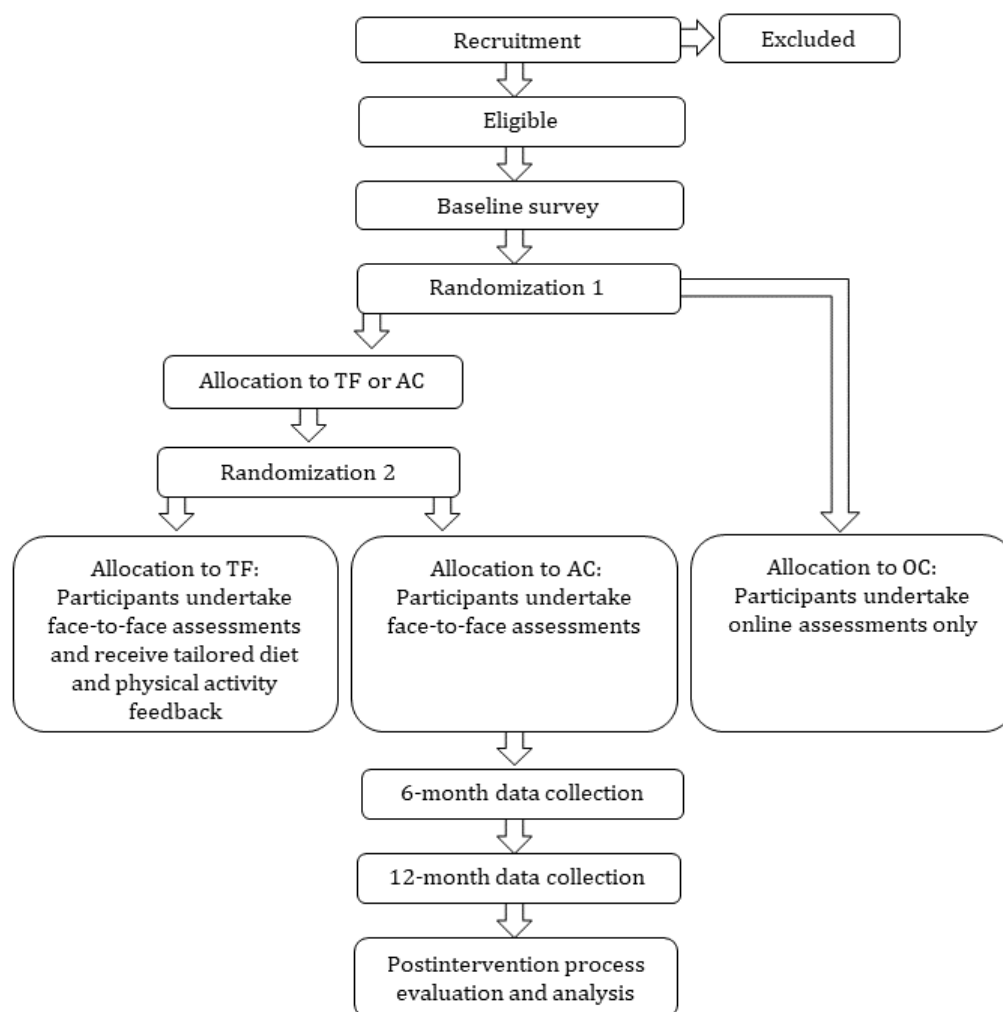 Recruitment
Excluded
Eligible
Baseline survey
Randomization 1
Allocation to TF or AC
Randomization 2
Allocation to TF:
Participants undertake
face-to-face assessments
and receive tailored diet
and physical activity
feedback
Allocation to AC:
Participants undertake
face-to-face assessments
Allocation to OC:
Participants undertake
online assessments only
6-month data collection
12-month data collection
Postintervention process
evaluation and analysis